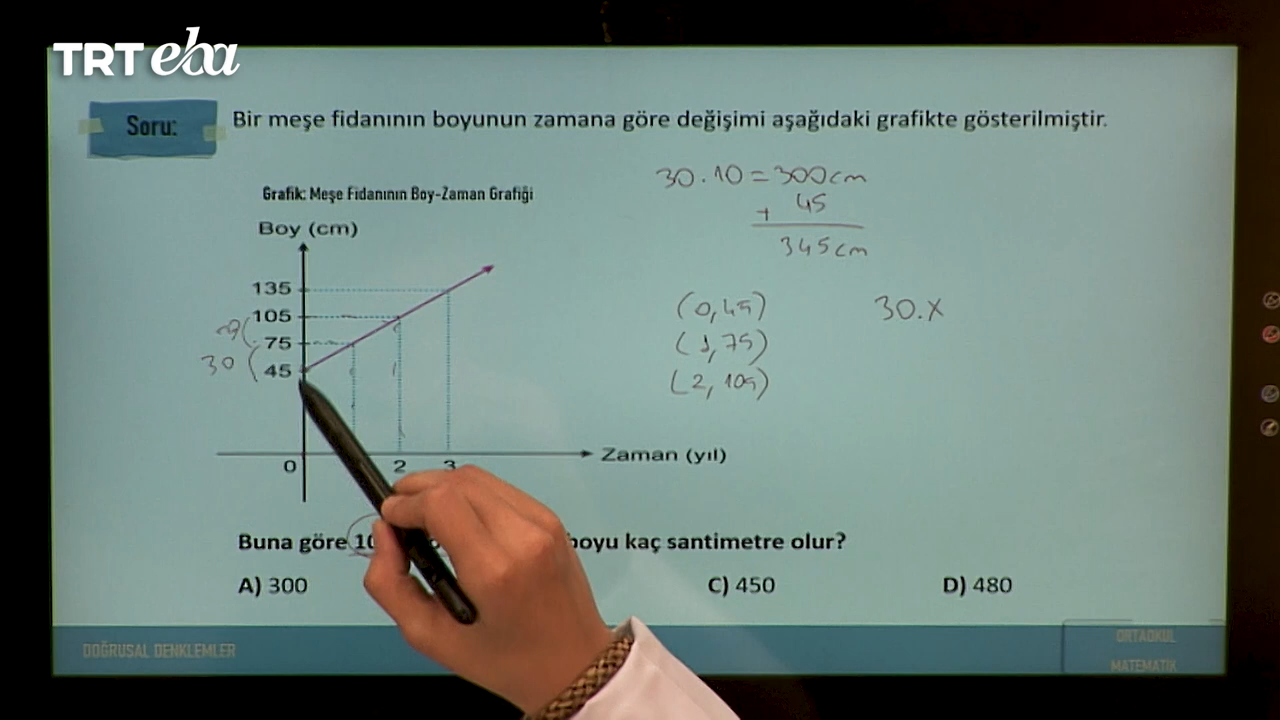 TRT eba
Soru:
Bir meşe fidanının boyunun zamana göre değişimi aşağıdaki grafikte gösterilmiştir.
Grafik: Meşe Fidanının Boy-Zaman Grafiği
Boy (cm)
135
105
75
30
45
0
2
3
Zaman (yıl)
30.10=300cm
+ 45
345cm
(0,45)
30.x
(1,75)
(2,105)
Buna göre 10
boyu kaç santimetre olur?
A) 300
C) 450
D) 480
DOĞRUSAL DENKLEMLER
ORTAOKUL
MATEMATİK